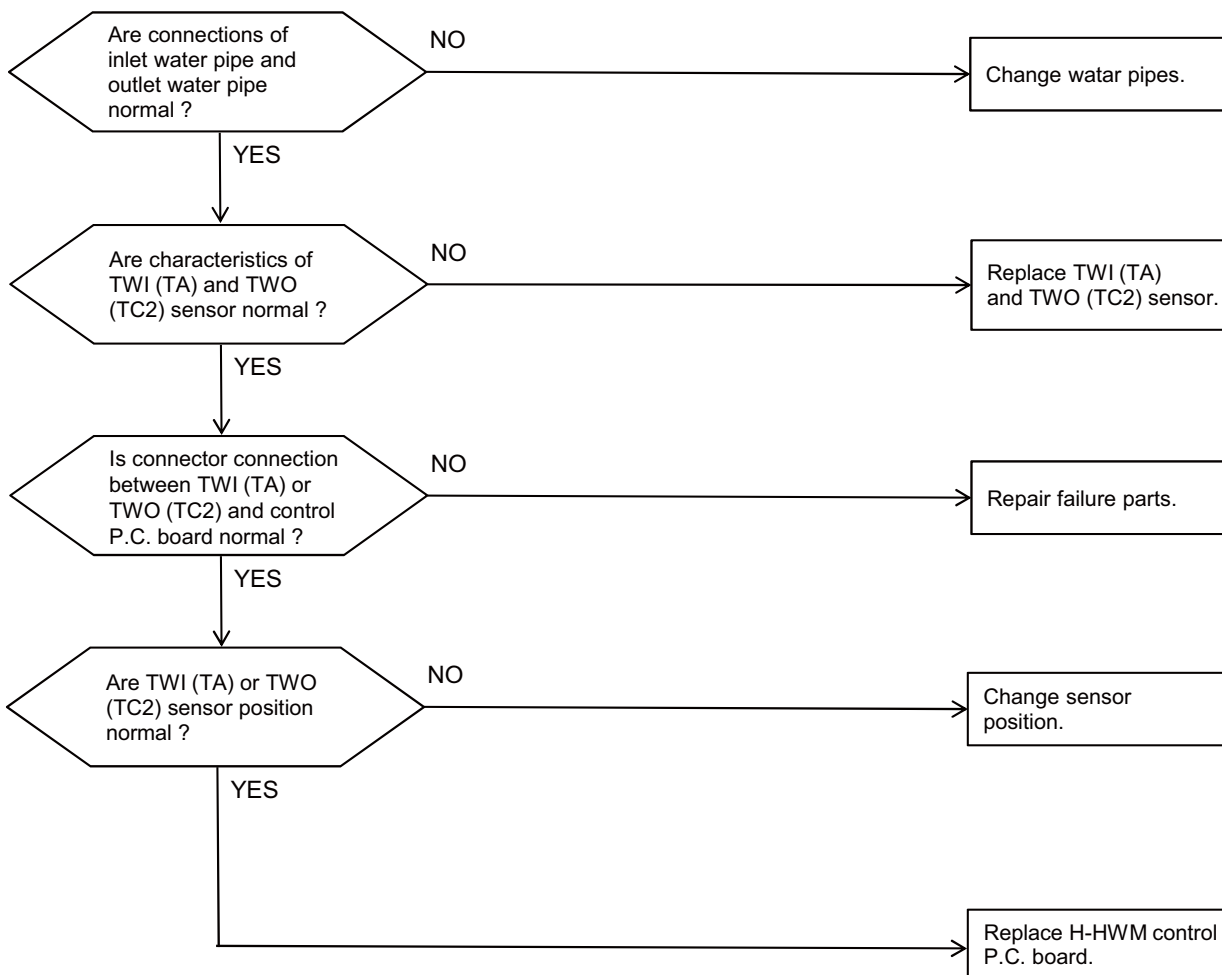 Are connections of
inlet water pipe and
outlet water pipe
normal ?
NO
Change watar pipes.
YES
Are characteristics of
TWI (TA) and TWO
(TC2) sensor normal ?
NO
Replace TWI (TA)
and TWO (TC2) sensor.
YES
Is connector connection
between TWI (TA) or
TWO (TC2) and control
P.C. board normal ?
NO
Repair failure parts.
YES
Are TWI (TA) or TWO
(TC2) sensor position
normal ?
NO
Change sensor
position.
YES
Replace H-HWM control
P.C. board.